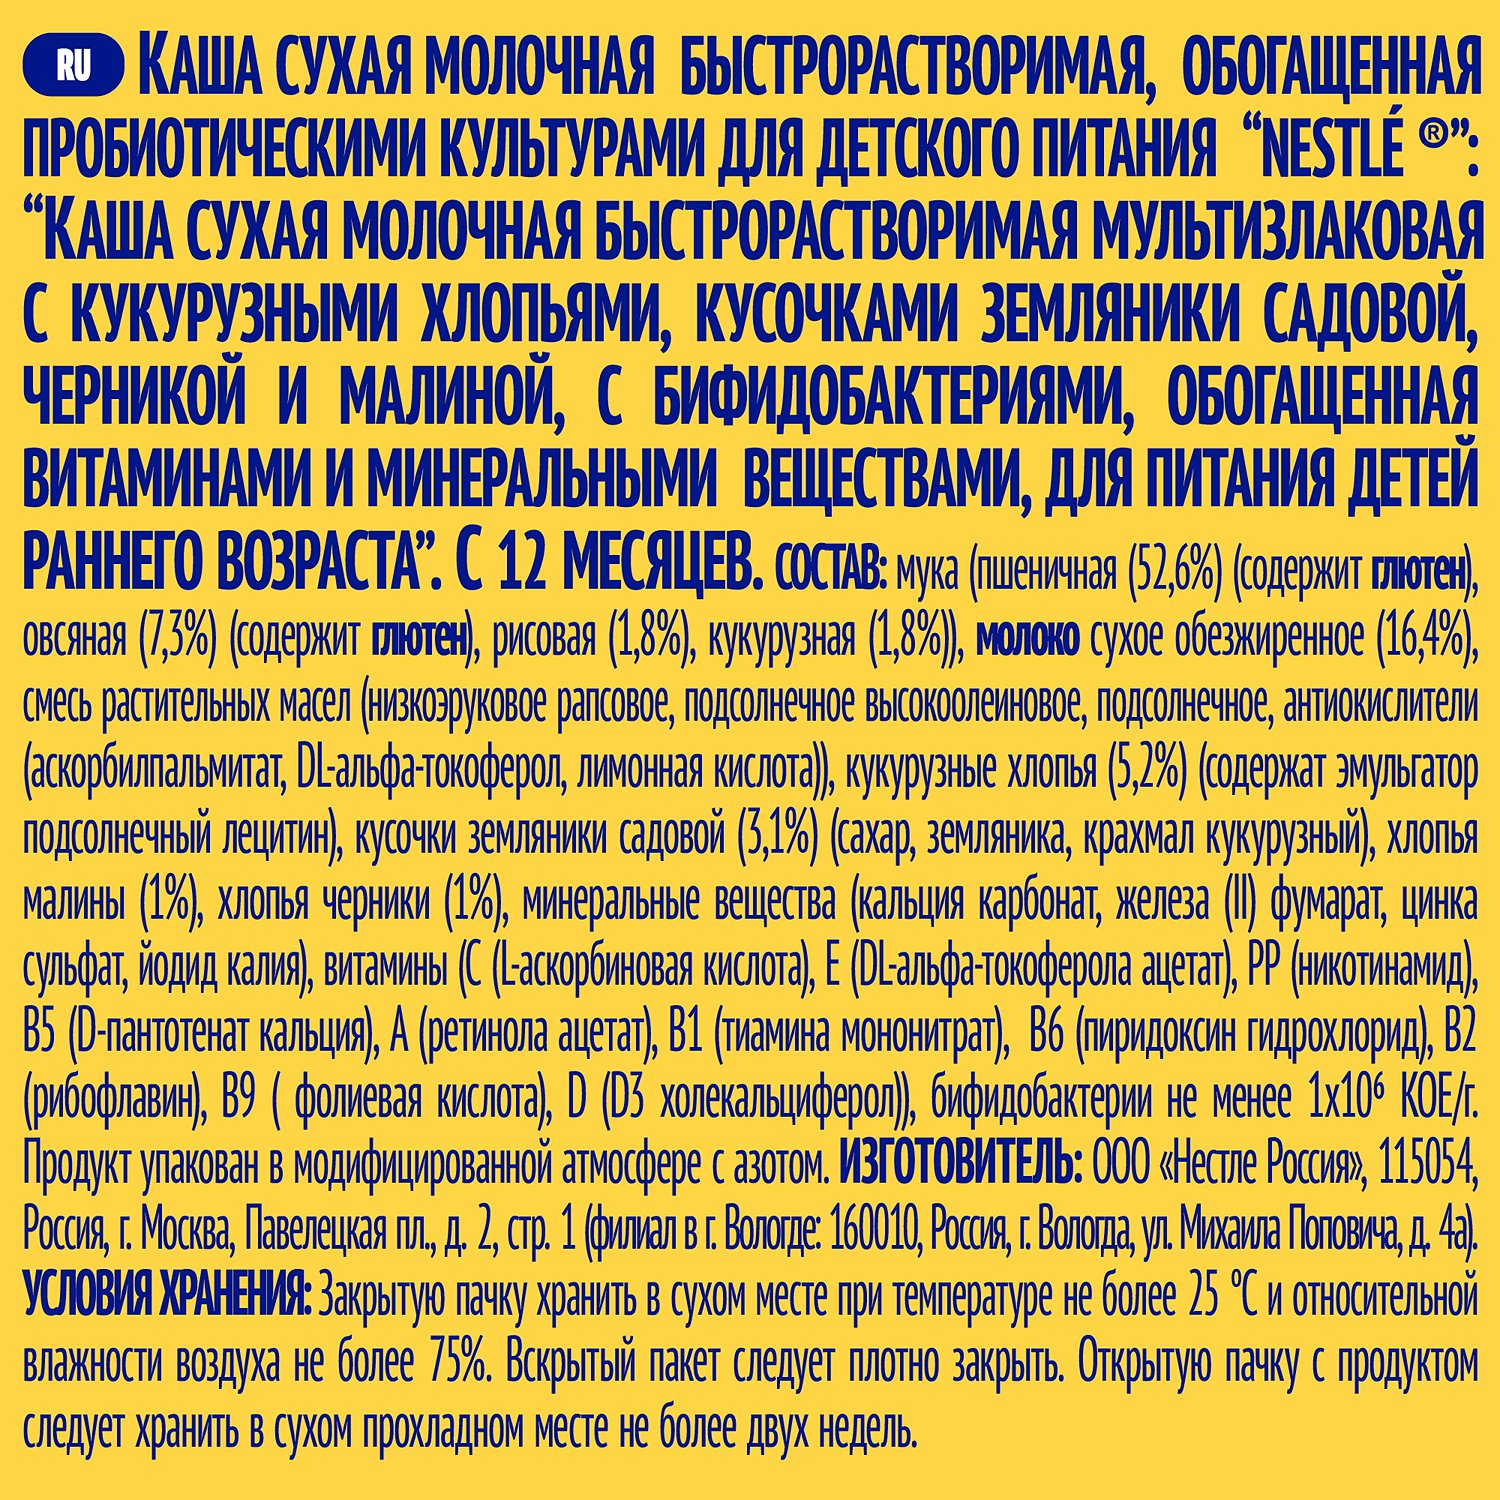 RU КАША СУХАЯ МОЛОЧНАЯ БЫСТРОРАСТВОРИМАЯ, ОБОГАЩЕННАЯ
ПРОБИОТИЧЕСКИМИ КУЛЬТУРАМИ ДЛЯ ДЕТСКОГО ПИТАНИЯ “NESTLÉ ®”:
“КАША СУХАЯ МОЛОЧНАЯ БЫСТРОРАСТВОРИМАЯ МУЛЬТИЗЛАКОВАЯ
С КУКУРУЗНЫМИ ХЛОПЬЯМИ, КУСОЧКАМИ ЗЕМЛЯНИКИ САДОВОЙ,
ЧЕРНИКОЙ И МАЛИНОЙ, С БИФИДОБАКТЕРИЯМИ, ОБОГАЩЕННАЯ
ВИТАМИНАМИ И МИНЕРАЛЬНЫМИ ВЕЩЕСТВАМИ, ДЛЯ ПИТАНИЯ ДЕТЕЙ
РАННЕГО ВОЗРАСТА”. С 12 МЕСЯЦЕВ. СОСТАВ: мука (пшеничная (52,6%) (содержит глютен),
овсяная (7,3%) (содержит глютен), рисовая (1,8%), кукурузная (1,8%)), молоко сухое обезжиренное (16,4%),
смесь растительных масел (низкоэруковое рапсовое, подсолнечное высокоолеиновое, подсолнечное, антиокислители
(аскорбилпальмитат, DL-альфа-токоферол, лимонная кислота)), кукурузные хлопья (5,2%) (содержат эмульгатор
подсолнечный лецитин), кусочки земляники садовой (3,1%) (сахар, земляника, крахмал кукурузный), хлопья
малины (1%), хлопья черники (1%), минеральные вещества (кальция карбонат, железа (II) фумарат, цинка
сульфат, йодид калия), витамины (C (L-аскорбиновая кислота), E (DL-альфа-токоферола ацетат), PP (никотинамид),
B5 (D-пантотенат кальция), A (ретинола ацетат), B1 (тиамина мононитрат), B6 (пиридоксин гидрохлорид), B2
(рибофлавин), B9 ( фолиевая кислота), D (D3 холекальциферол)), бифидобактерии не менее 1x10⁶ КОЕ/г.
Продукт упакован в модифицированной атмосфере с азотом. ИЗГОТОВИТЕЛЬ: ООО «Нестле Россия», 115054,
Россия, г. Москва, Павелецкая пл., д. 2, стр. 1 (филиал в г. Вологде: 160010, Россия, г. Вологда, ул. Михаила Поповича, д. 4а).
УСЛОВИЯ ХРАНЕНИЯ: Закрытую пачку хранить в сухом месте при температуре не более 25 °C и относительной
влажности воздуха не более 75%. Вскрытый пакет следует плотно закрыть. Открытую пачку с продуктом
следует хранить в сухом прохладном месте не более двух недель.